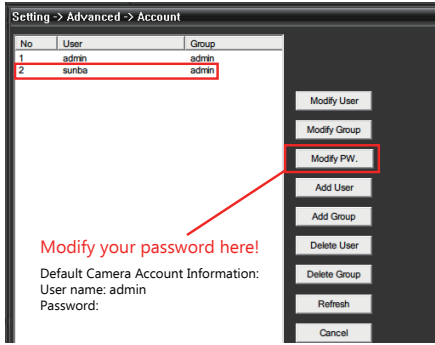 Setting -> Advanced -> Account
No User Group
1 admin admin
2 sunba admin
Modify User
Modify Group
Modify PW.
Add User
Add Group
Modify your password here!
Delete User
Default Camera Account Information:
Delete Group
User name: admin
Password:
Refresh
Cancel